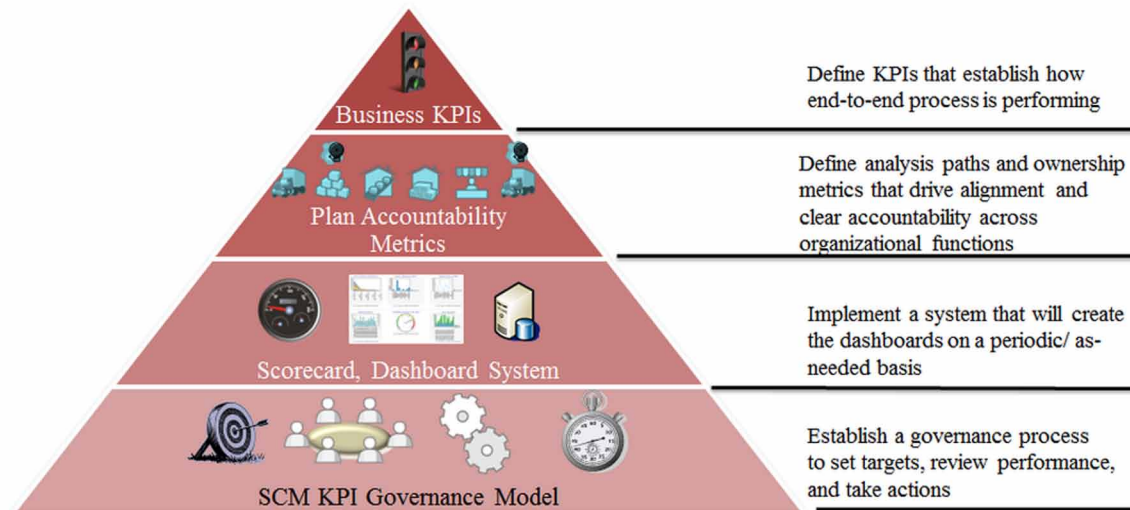 Business KPIs
Define KPIs that establish how
end-to-end process is performing
Plan Accountability
Metrics
Define analysis paths and ownership
metrics that drive alignment and
clear accountability across
organizational functions
Scorecard, Dashboard System
Implement a system that will create
the dashboards on a periodic/ as-
needed basis
SCM KPI Governance Model
Establish a governance process
to set targets, review performance,
and take actions